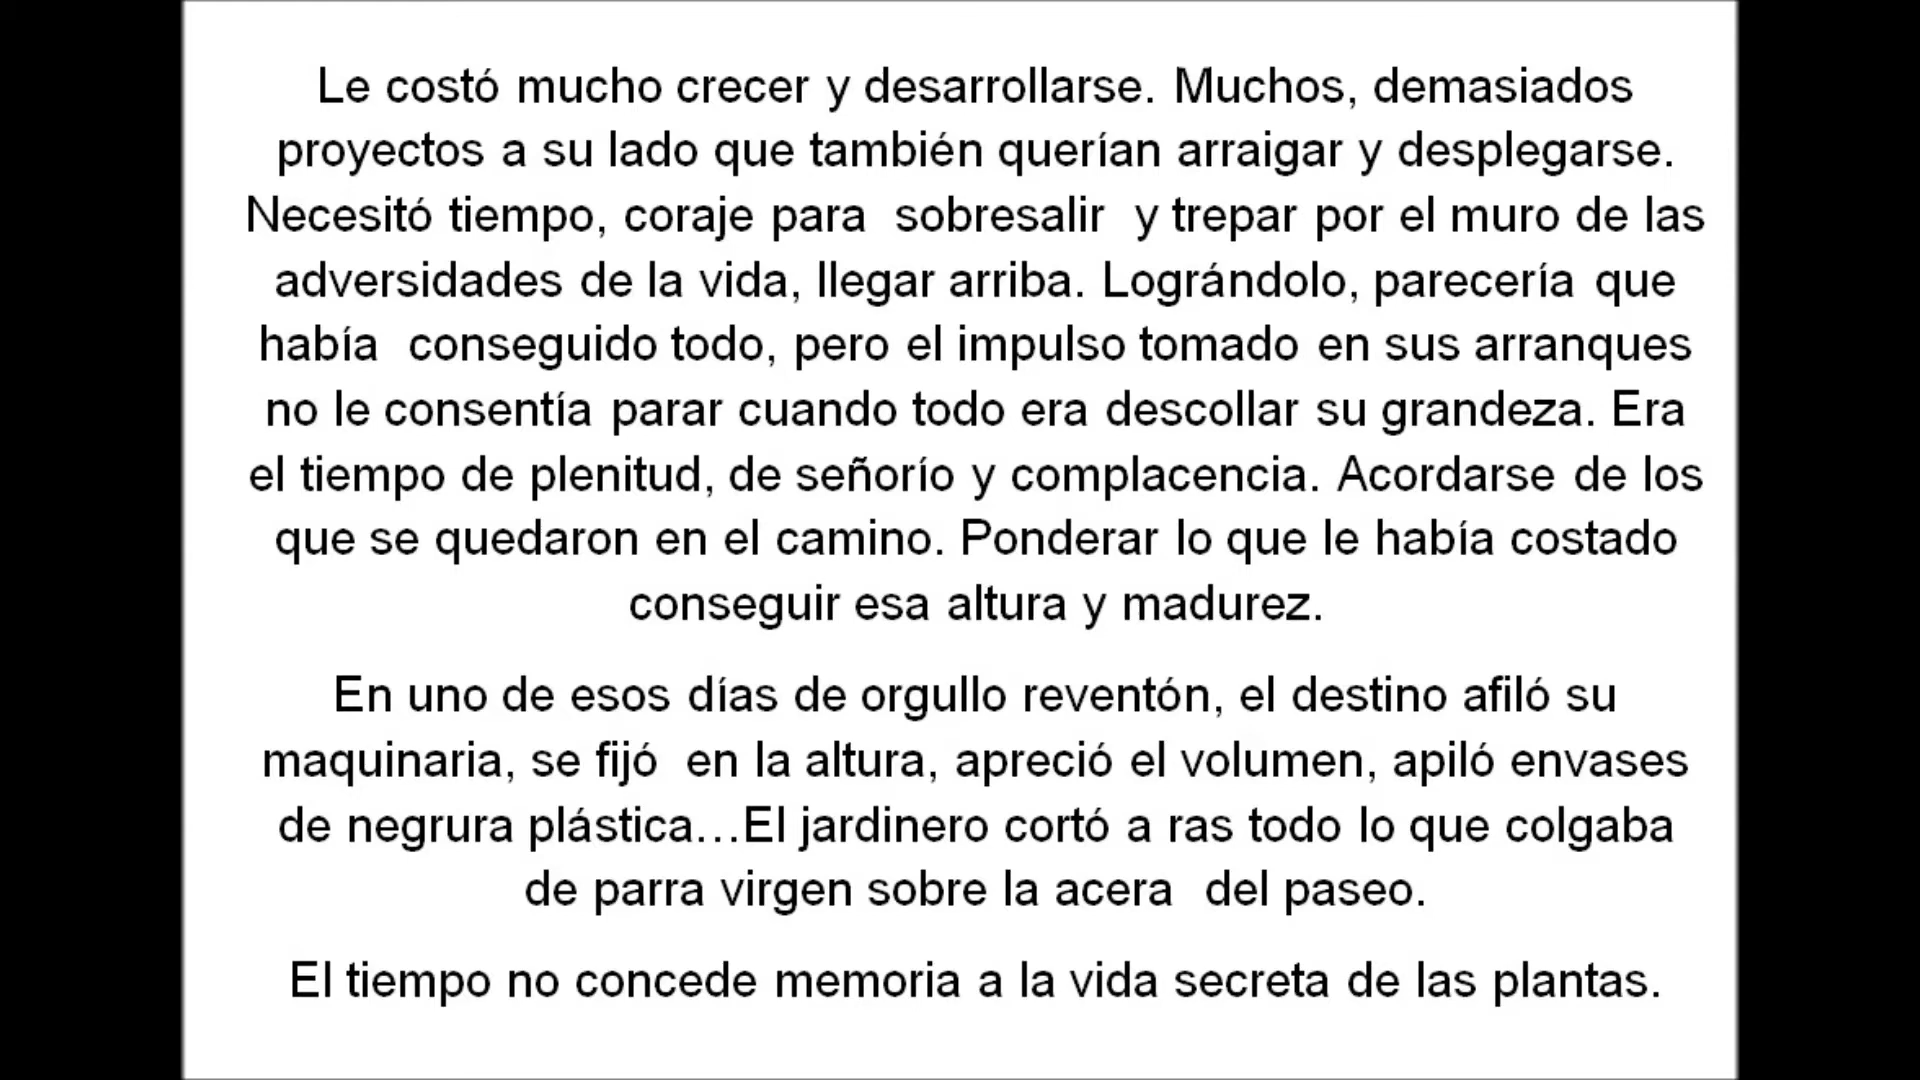 Le costó mucho crecer y desarrollarse. Muchos, demasiados
proyectos a su lado que también querían arraigar y desplegarse.
Necesitó tiempo, coraje para  sobresalir  y trepar por el muro de las
adversidades de la vida, llegar arriba. Lográndolo, parecería que
había  conseguido todo, pero el impulso tomado en sus arranques
no le consentía parar cuando todo era descollar su grandeza. Era
el tiempo de plenitud, de señorío y complacencia. Acordarse de los
que se quedaron en el camino. Ponderar lo que le había costado
conseguir esa altura y madurez.
En uno de esos días de orgullo reventón, el destino afiló su
maquinaria, se fijó  en la altura, apreció el volumen, apiló envases
de negrura plástica…El jardinero cortó a ras todo lo que colgaba
de parra virgen sobre la acera  del paseo.
El tiempo no concede memoria a la vida secreta de las plantas.